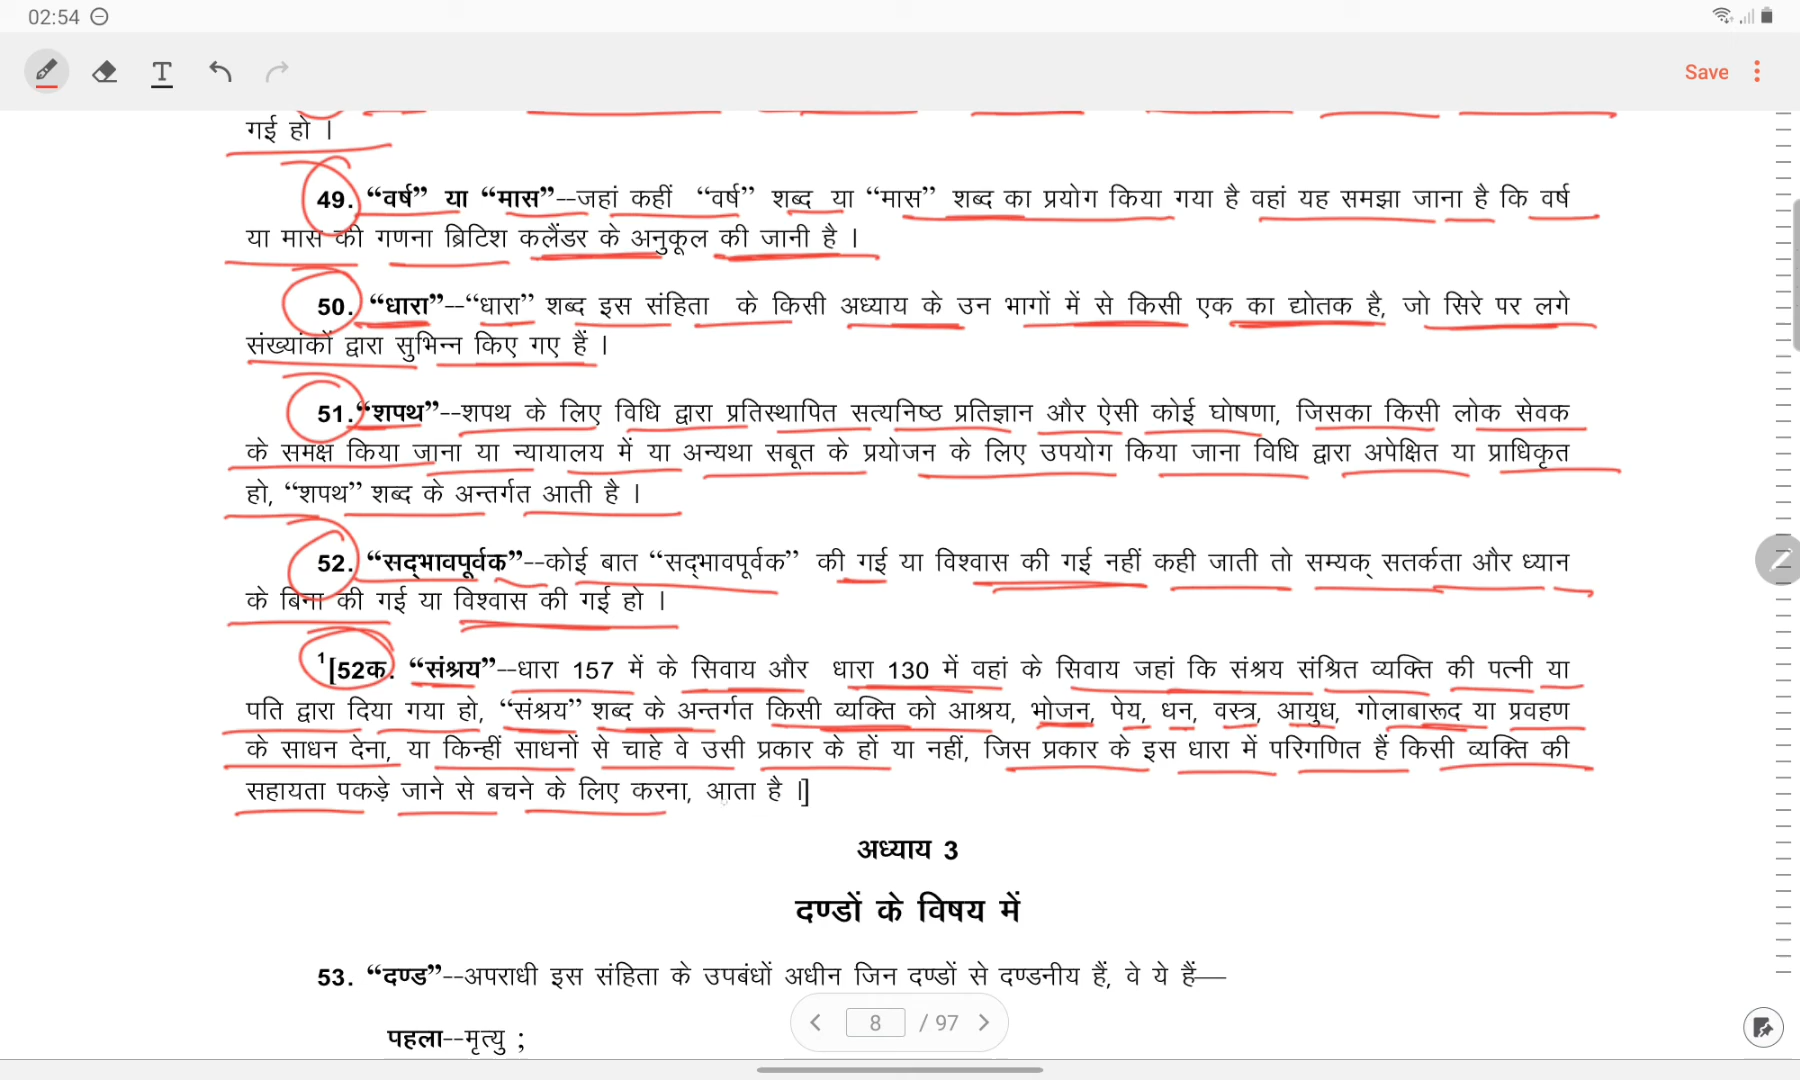 02:54
Save
गई हो ।
49. “वर्ष” या “मास”--जहां कहीं “वर्ष” शब्द या “मास” शब्द का प्रयोग किया गया है वहां यह समझा जाना है कि वर्ष
या मास की गणना ब्रिटिश कलैंडर के अनुकूल की जानी है ।
50. “धारा”--“धारा” शब्द इस संहिता के किसी अध्याय के उन भागों में से किसी एक का द्योतक है, जो सिरे पर लगे
संख्यांकों द्वारा सुभिन्न किए गए हैं ।
51.“शपथ”--शपथ के लिए विधि द्वारा प्रतिस्थापित सत्यनिष्ठ प्रतिज्ञान और ऐसी कोई घोषणा, जिसका किसी लोक सेवक
के समक्ष किया जाना या न्यायालय में या अन्यथा सबूत के प्रयोजन के लिए उपयोग किया जाना विधि द्वारा अपेक्षित या प्राधिकृत
हो, “शपथ” शब्द के अन्तर्गत आती है ।
52. “सद्भावपूर्वक”--कोई बात “सद्भावपूर्वक” की गई या विश्वास की गई नहीं कही जाती तो सम्यक् सतर्कता और ध्यान
के बिना की गई या विश्वास की गई हो ।
1[52क. “संश्रय”--धारा 157 में के सिवाय और धारा 130 में वहां के सिवाय जहां कि संश्रय संश्रित व्यक्ति की पत्नी या
पति द्वारा दिया गया हो, “संश्रय” शब्द के अन्तर्गत किसी व्यक्ति को आश्रय, भोजन, पेय, धन, वस्त्र, आयुध, गोलाबारूद या प्रवहण
के साधन देना, या किन्हीं साधनों से चाहे वे उसी प्रकार के हों या नहीं, जिस प्रकार के इस धारा में परिगणित हैं किसी व्यक्ति की
सहायता पकड़े जाने से बचने के लिए करना, आता है ।]
अध्याय 3
दण्डों के विषय में
53. “दण्ड”--अपराधी इस संहिता के उपबंधों अधीन जिन दण्डों से दण्डनीय हैं, वे ये हैं—
पहला--मृत्यु ;
8 / 97